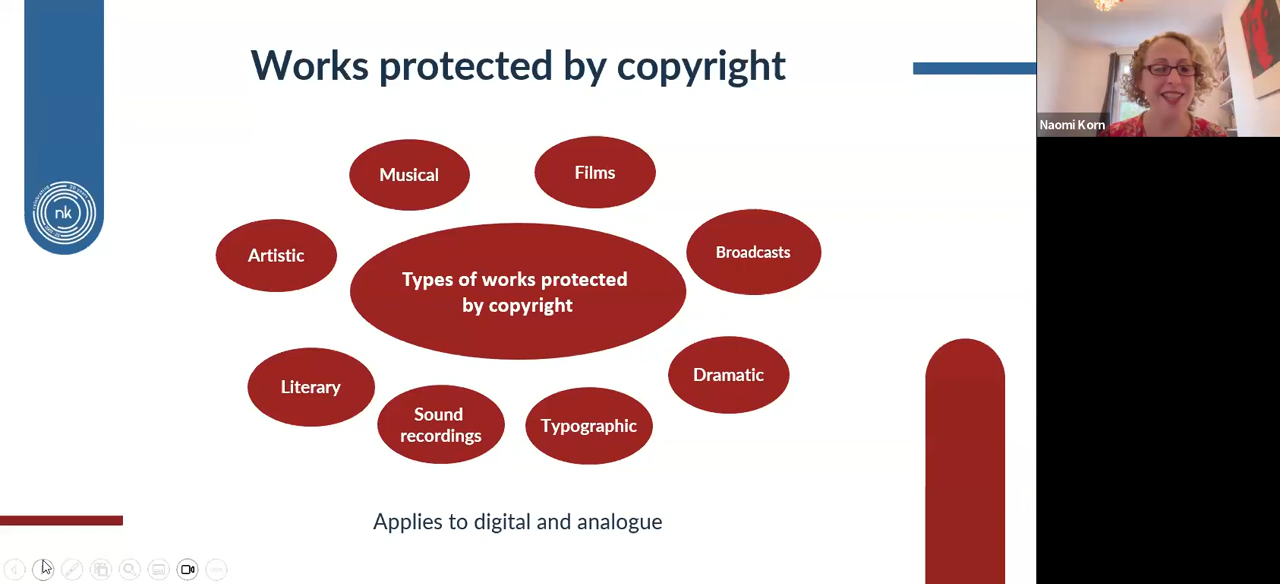 Works protected by copyright
Naomi Korn
Musical
Films
Artistic
Broadcasts
Types of works protected
by copyright
Literary
Dramatic
Sound
recordings
Typographic
Applies to digital and analogue
nk